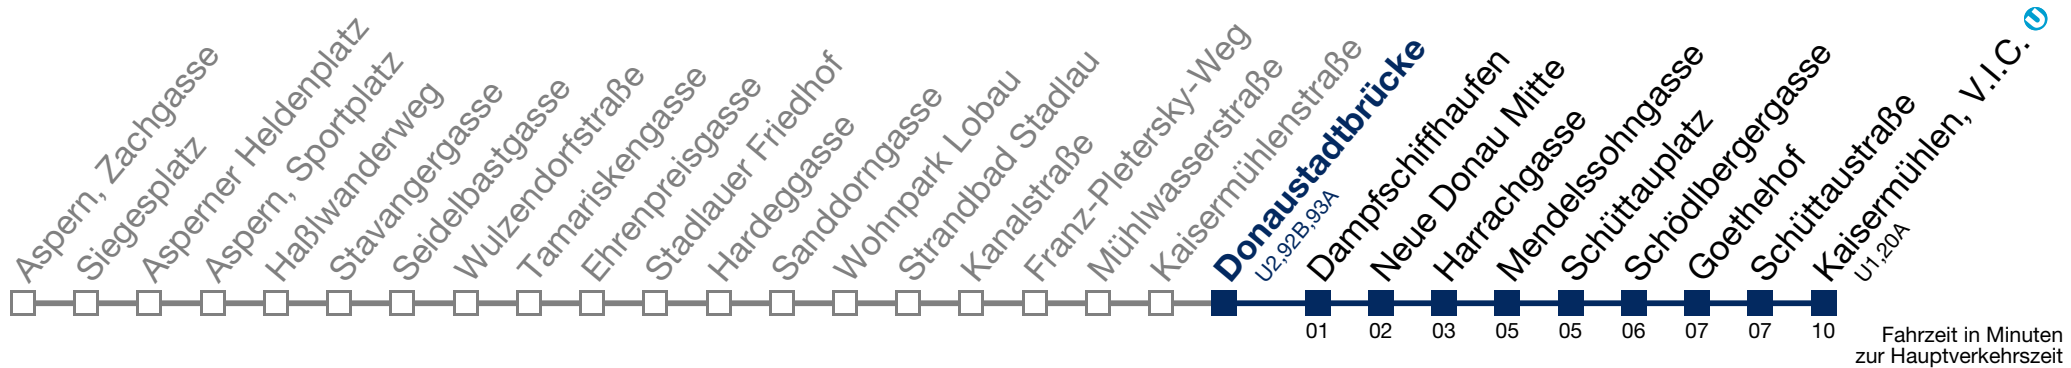 Aspern, Zachgasse
Siegesplatz
Asperner Heldenplatz
Aspern, Sportplatz
Haßlwanderweg
Stavangergasse
Seidelbastgasse
Wulzendorfstraße
Tamariskengasse
Ehrenpreisgasse
Stadlauer Friedhof
Hardeggasse
Sanddorngasse
Wohnpark Lobau
Strandbad Stadlau
Kanalstraße
Franz-Pletersky-Weg
Mühlwasserstraße
Kaisermühlenstraße
Donaustadtbrücke
U2,92B,93A
Dampfschiffhaufen
Neue Donau Mitte
Harrachgasse
Mendelssohngasse
Schüttauplatz
Schödlbergergasse
Goethehof
Schüttaustraße
Kaisermühlen, V.I.C. U
U1,20A
01 02 03 05 05 06 07 07 10
Fahrzeit in Minuten
zur Hauptverkehrszeit